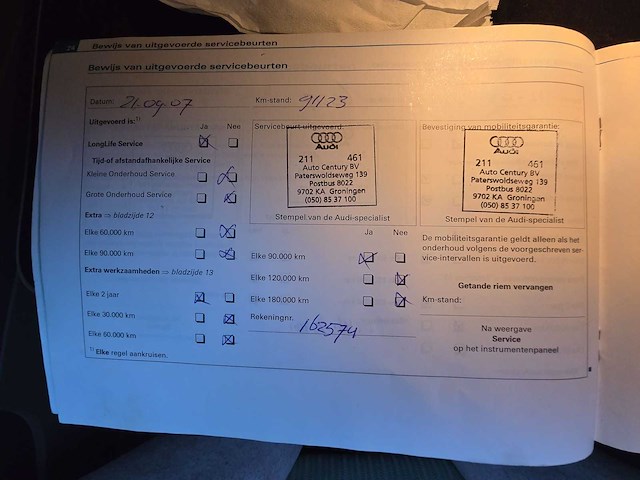 24 Bewijs van uitgevoerde servicebeurten
Bewijs van uitgevoerde servicebeurten
Datum: 21.09.07 Km-stand: 91123
Uitgevoerd is:¹⁾ Ja Nee
LongLife Service
Tijd-of afstandafhankelijke Service
Kleine Onderhoud Service
Grote Onderhoud Service
Extra ⇒ bladzijde 12
Elke 60.000 km
Elke 90.000 km
Extra werkzaamheden ⇒ bladzijde 13
Elke 2 jaar
Elke 30.000 km
Elke 60.000 km
¹⁾ Elke regel aankruisen.
Servicebeurt uitgevoerd:
Audi
211 461
Auto Century BV
Paterswoldseweg 139
Postbus 8022
9702 KA Groningen
(050) 85 37 100
Stempel van de Audi-specialist
Ja Nee
Elke 90.000 km
Elke 120.000 km
Elke 180.000 km
Rekeningnr.
162574
Bevestiging van mobiliteitsgarantie:
Audi
211 461
Auto Century BV
Paterswoldseweg 139
Postbus 8022
9702 KA Groningen
(050) 85 37 100
Stempel van de Audi-specialist
De mobiliteitsgarantie geldt alleen als het
onderhoud volgens de voorgeschreven ser-
vice-intervallen is uitgevoerd.
Getande riem vervangen
Km-stand:
Na weergave
Service
op het instrumentenpaneel